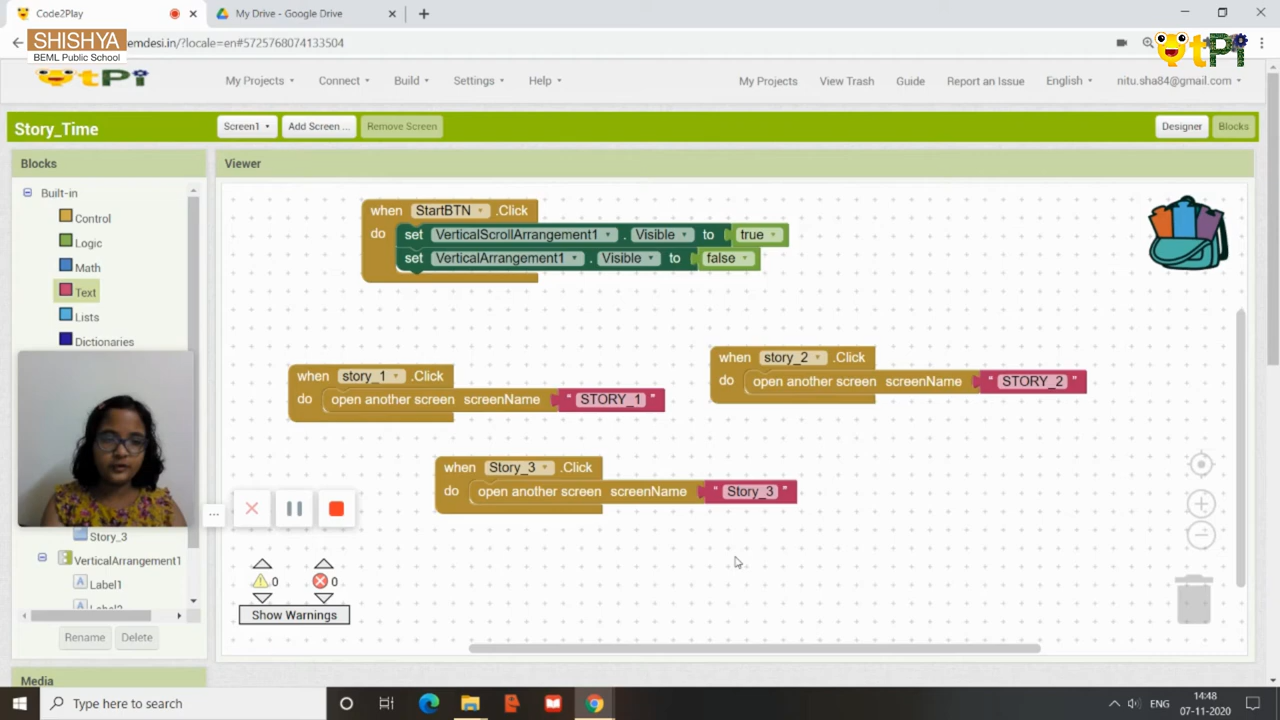 Code2Play
My Drive - Google Drive
SHISHYA
BEML Public School
emdesi.in/?locale=en#5725768074133504
tPi
tPi
My Projects
Connect
Build
Settings
Help
My Projects
View Trash
Guide
Report an Issue
English
nitu.sha84@gmail.com
Story_Time
Screen1
Add Screen ...
Remove Screen
Designer
Blocks
Blocks
Viewer
Built-in
Control
Logic
Math
Text
Lists
Dictionaries
Story_3
VerticalArrangement1
Label1
Rename
Delete
Media
when StartBTN .Click
do set VerticalScrollArrangement1 . Visible to true
set VerticalArrangement1 . Visible to false
when story_1 .Click
do open another screen screenName “ STORY_1 ”
when story_2 .Click
do open another screen screenName “ STORY_2 ”
when Story_3 .Click
do open another screen screenName “ Story_3 ”
0
0
Show Warnings
Type here to search
ENG
14:48
07-11-2020